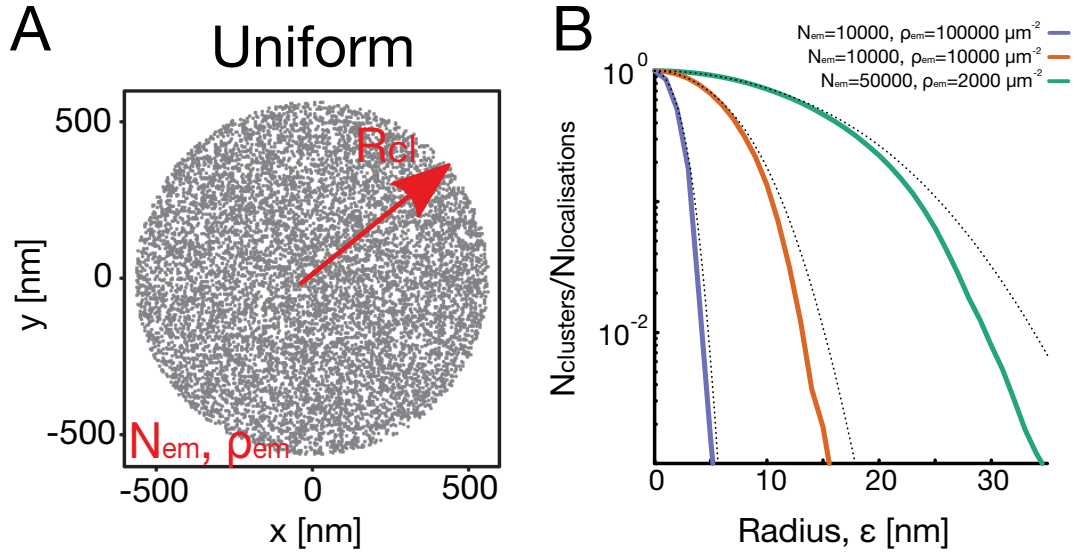 A
Uniform
500
0
-500
y [nm]
Rcl
Nem, ρem
-500
0
500
x [nm]
B
Nem=10000, ρem=100000 µm-2
Nem=10000, ρem=10000 µm-2
Nem=50000, ρem=2000 µm-2
10⁰
10⁻²
Nclusters/Nlocalisations
0
10
20
30
Radius, ε [nm]